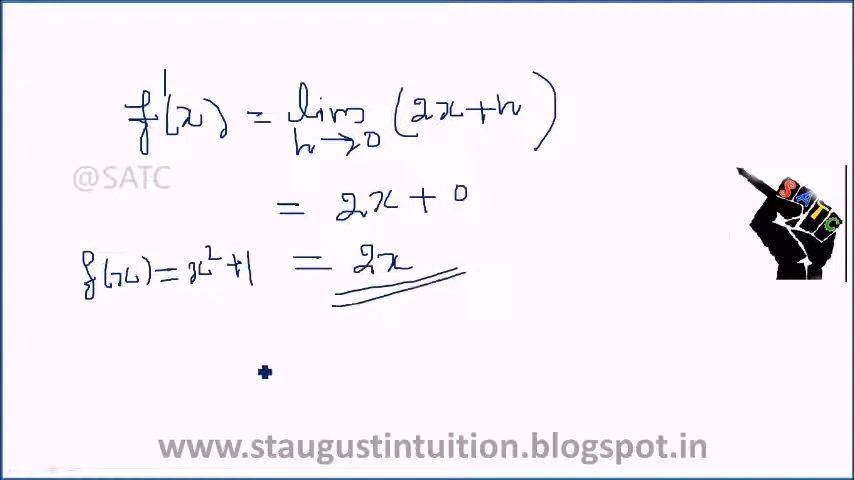 f'(x) = lim (2x+h)
h→0
@SATC
= 2x + 0
f(x) = x²+1
= 2x
SATC
www.staugustintuition.blogspot.in